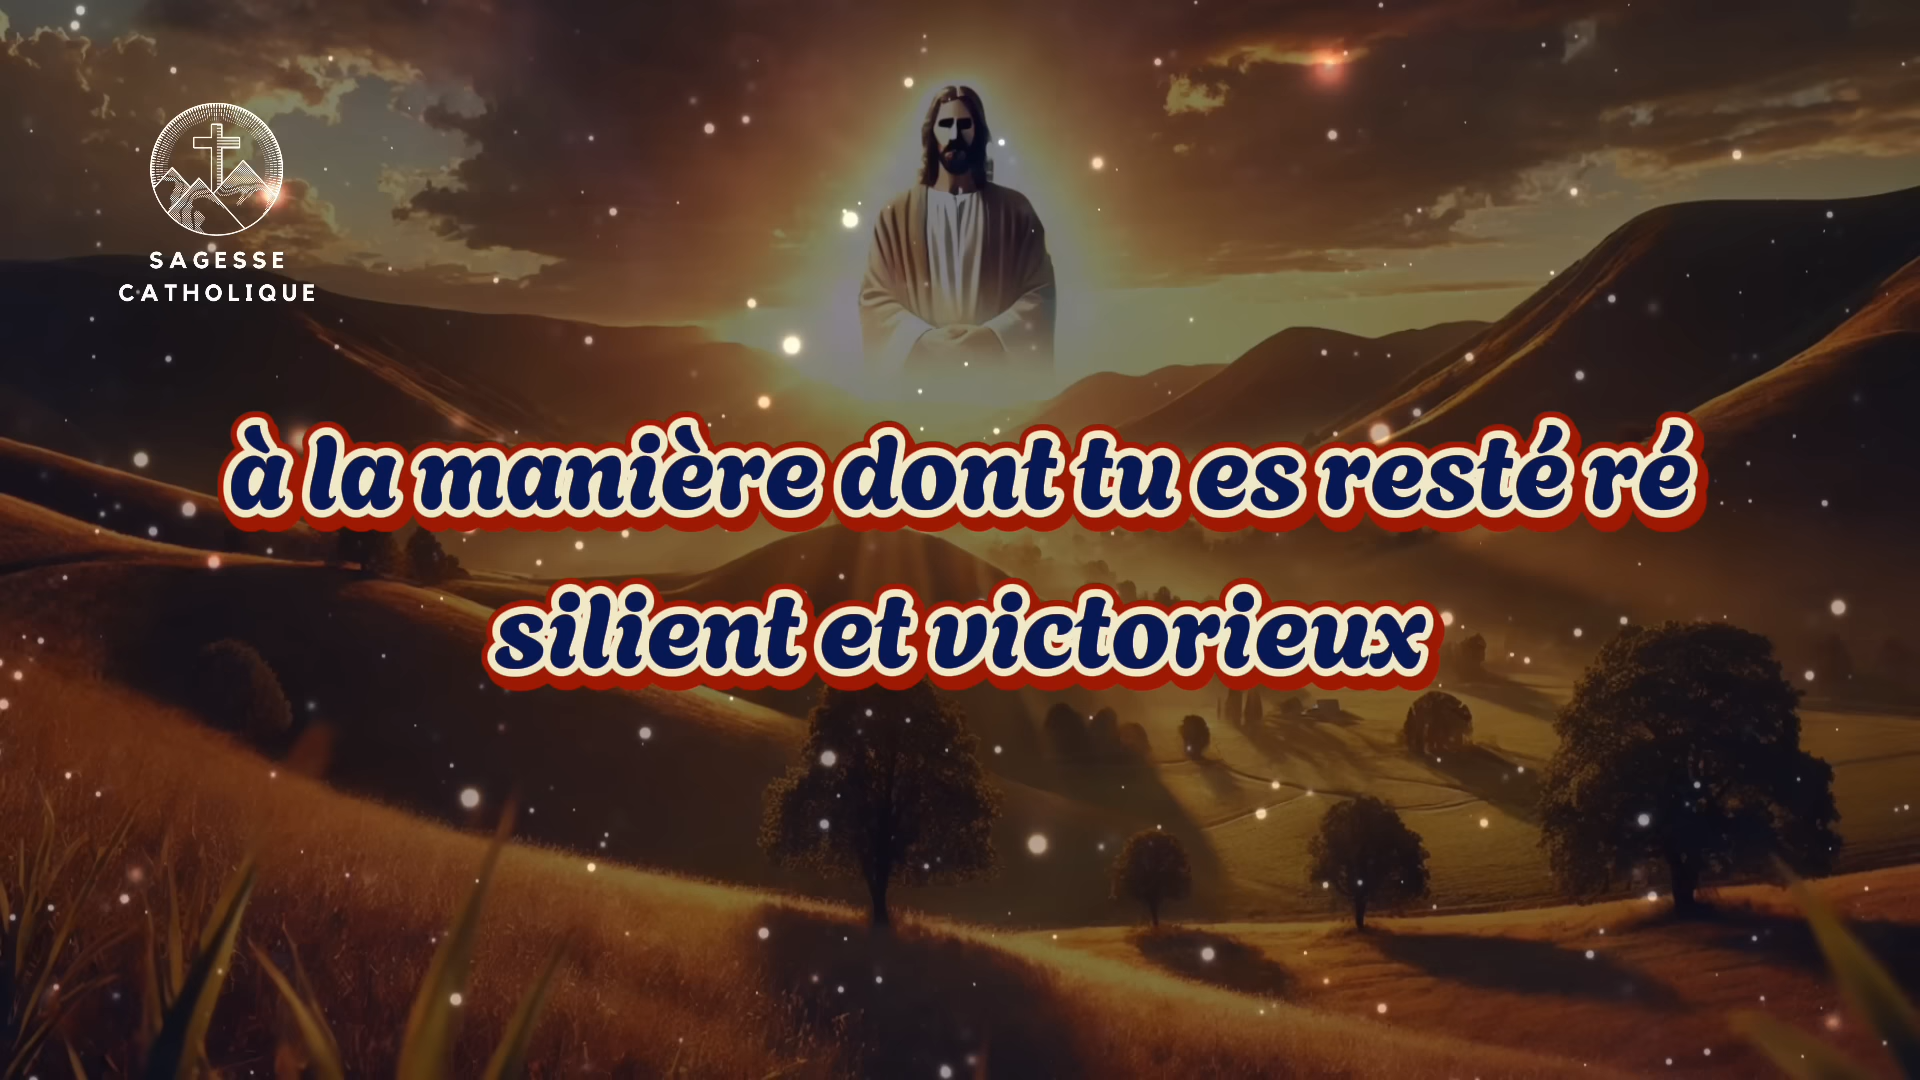 SAGESSE
CATHOLIQUE
à la manière dont tu es resté ré
silient et victorieux